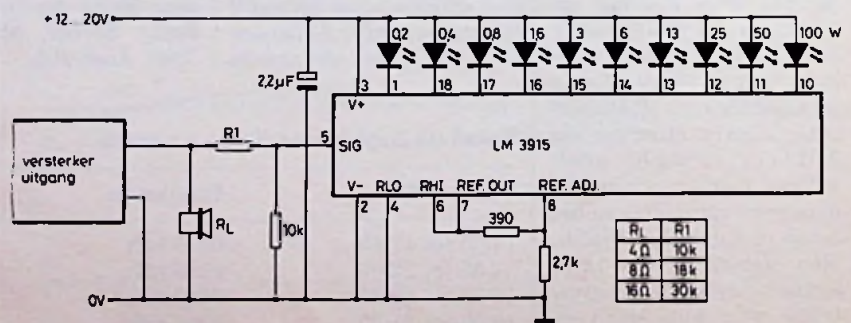 + 12... 20V
0,2 0,4 0,8 1,6 3 6 13 25 50 100 W
2,2µF
3 1 18 17 16 15 14 13 12 11 10
V+
versterker
uitgang
R1
5
SIG
LM 3915
RL
10k
V- RLO RHI REF. OUT REF. ADJ.
2 4 6 7 8
390
2,7k
0V
RL R1
4Ω 10k
8Ω 18k
16Ω 30k